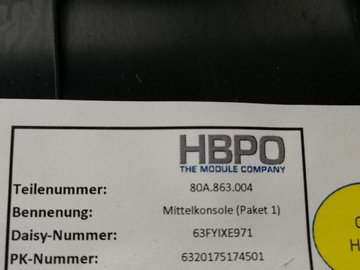 HBPO
THE MODULE COMPANY
Teilenummer: 80A.863.004
Bennenung: Mittelkonsole (Paket 1)
Daisy-Nummer: 63FYIXE971
PK-Nummer: 6320175174501